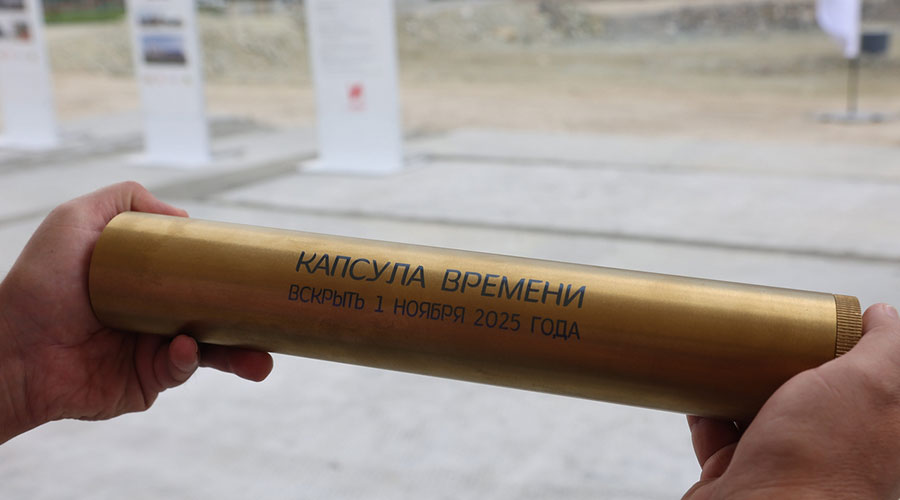 КАПСУЛА ВРЕМЕНИ
ВСКРЫТЬ 1 НОЯБРЯ 2025 ГОДА